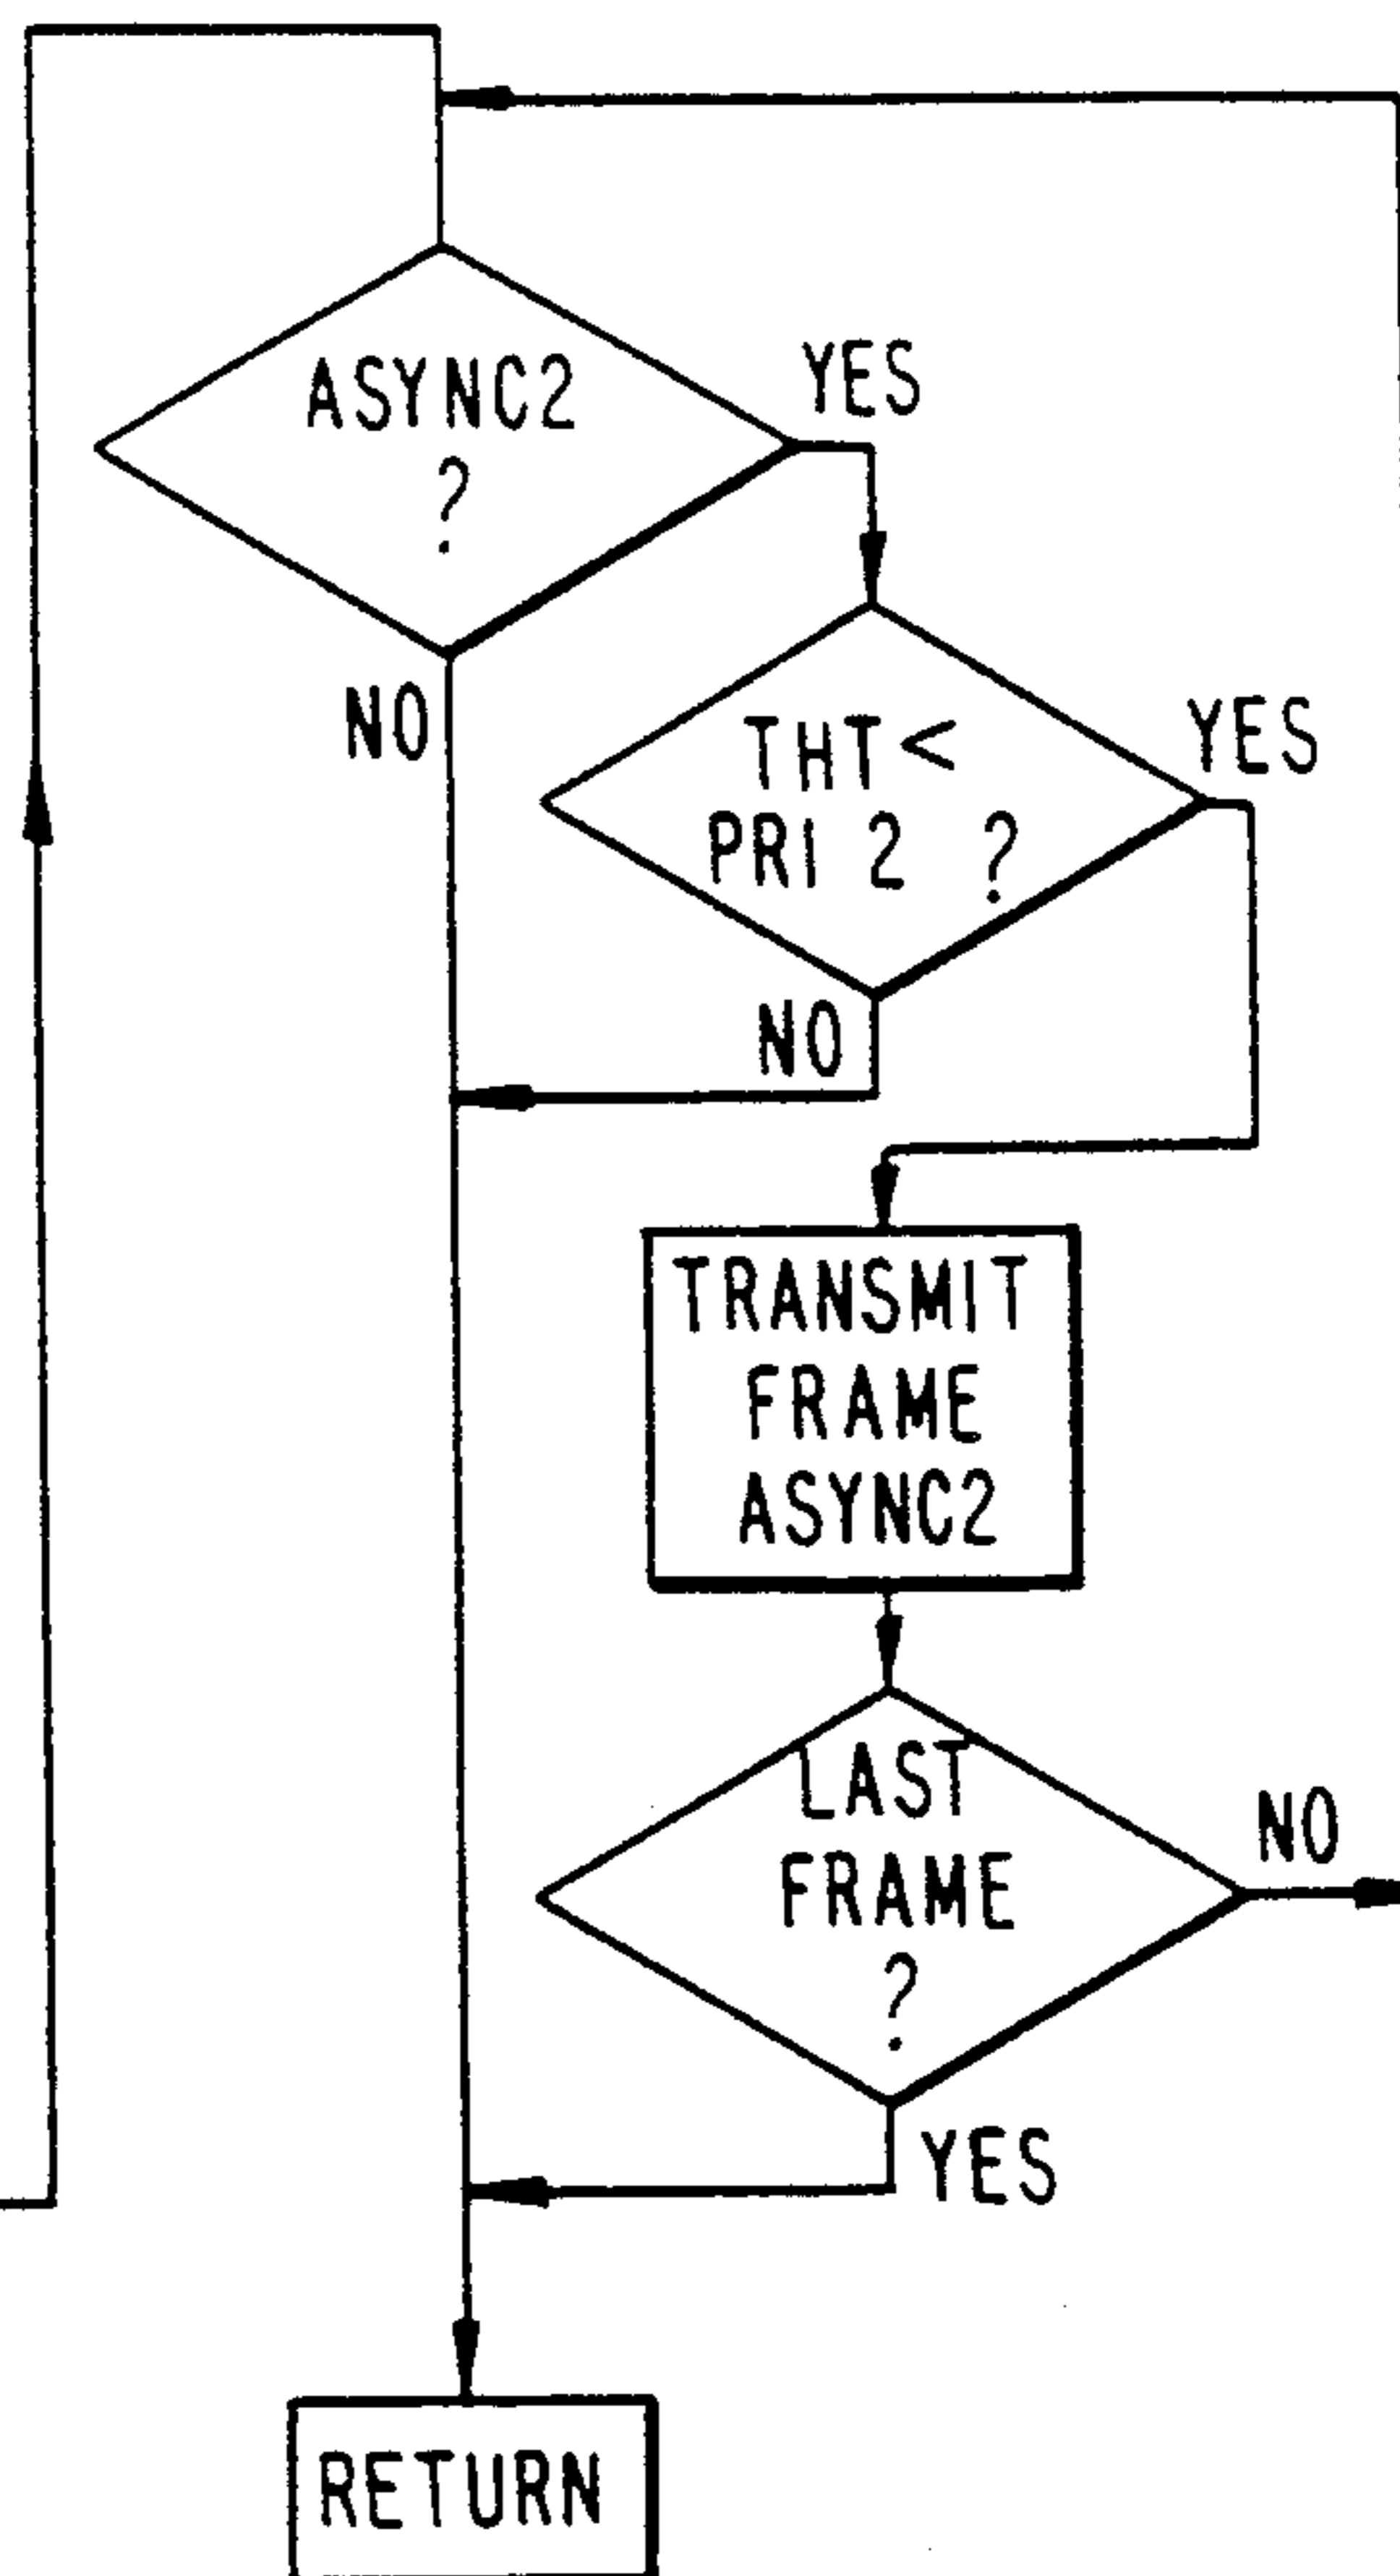 ASYNC2
?
YES
NO
THT<
PRI 2 ?
YES
NO
TRANSMIT
FRAME
ASYNC2
LAST
FRAME
?
NO
YES
RETURN